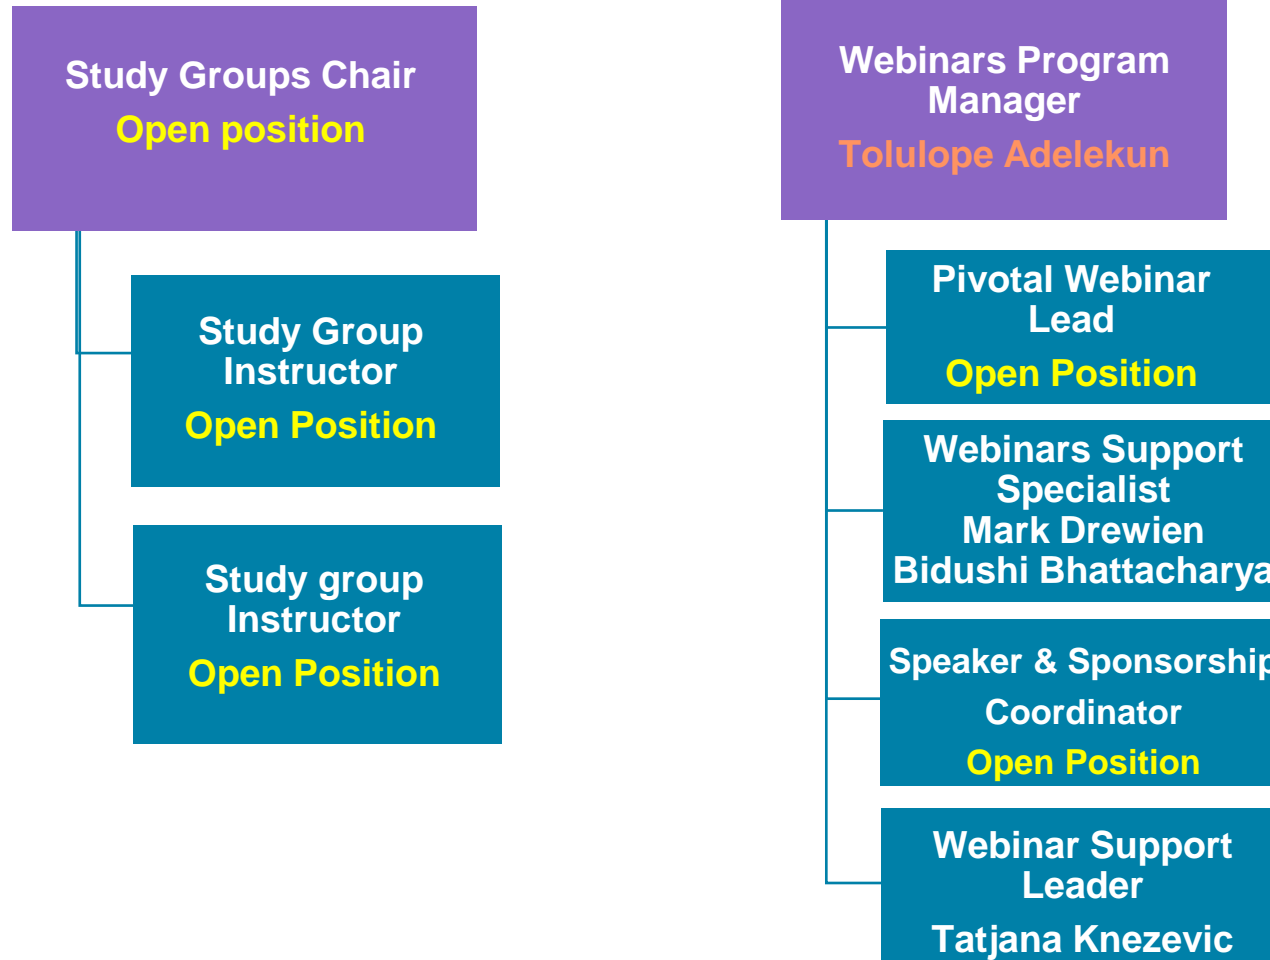 Study Groups Chair
Open position
Study Group
Instructor
Open Position
Study group
Instructor
Open Position
Webinars Program
Manager
Tolulope Adelekun
Pivotal Webinar
Lead
Open Position
Webinars Support
Specialist
Mark Drewien
Bidushi Bhattacharya
Speaker & Sponsorship
Coordinator
Open Position
Webinar Support
Leader
Tatjana Knezevic